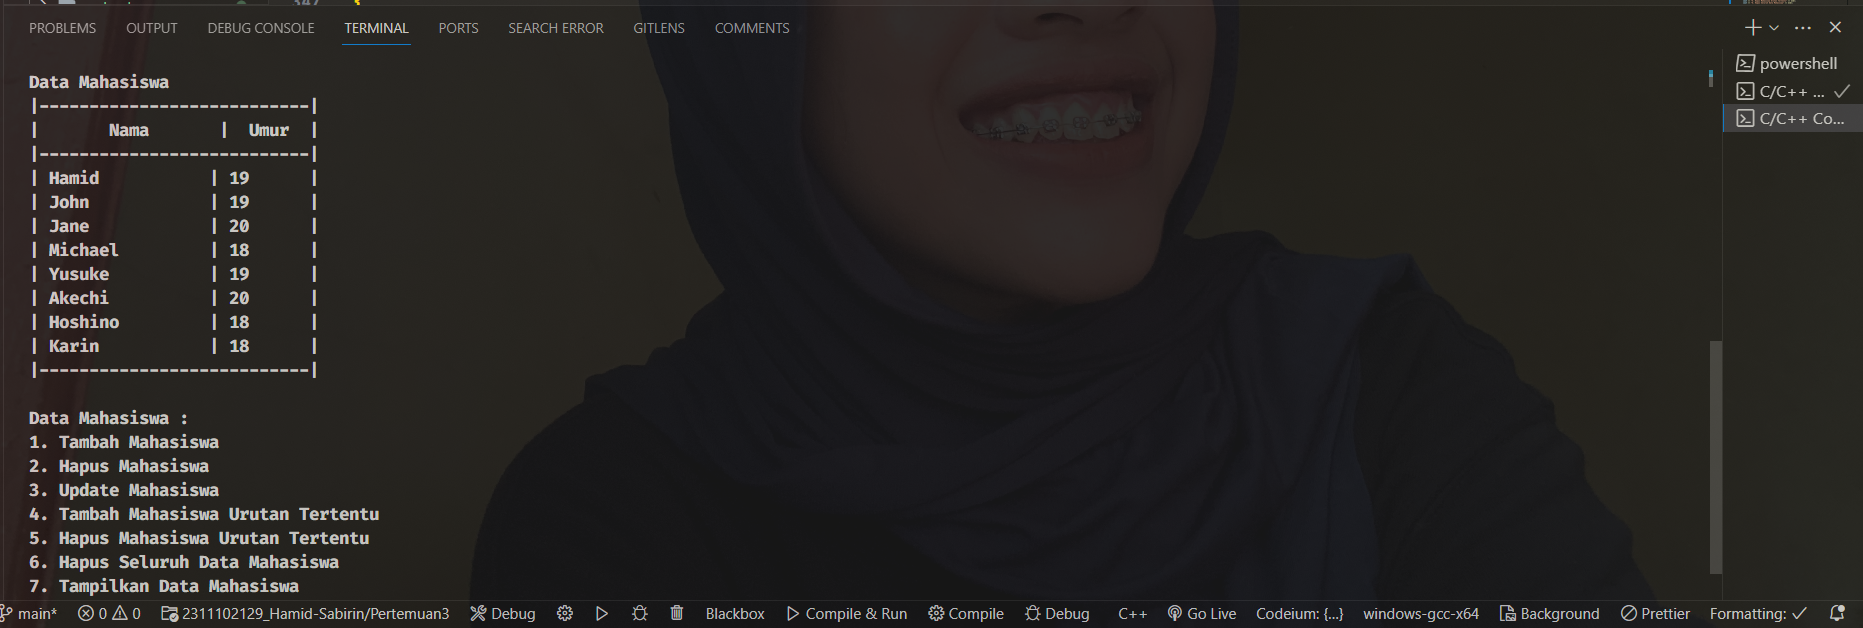 PROBLEMS OUTPUT DEBUG CONSOLE TERMINAL PORTS SEARCH ERROR GITLENS COMMENTS
powershell
C/C++ ...
C/C++ Co...
Data Mahasiswa
|---------------------------|
|       Nama       |  Umur  |
|---------------------------|
| Hamid           | 19      |
| John            | 19      |
| Jane            | 20      |
| Michael         | 18      |
| Yusuke          | 19      |
| Akechi          | 20      |
| Hoshino         | 18      |
| Karin           | 18      |
|---------------------------|
Data Mahasiswa :
1. Tambah Mahasiswa
2. Hapus Mahasiswa
3. Update Mahasiswa
4. Tambah Mahasiswa Urutan Tertentu
5. Hapus Mahasiswa Urutan Tertentu
6. Hapus Seluruh Data Mahasiswa
7. Tampilkan Data Mahasiswa
main* 0 0 2311102129_Hamid-Sabirin/Pertemuan3 Debug Blackbox Compile & Run Compile Debug C++ Go Live Codeium: {...} windows-gcc-x64 Background Prettier Formatting: ✓